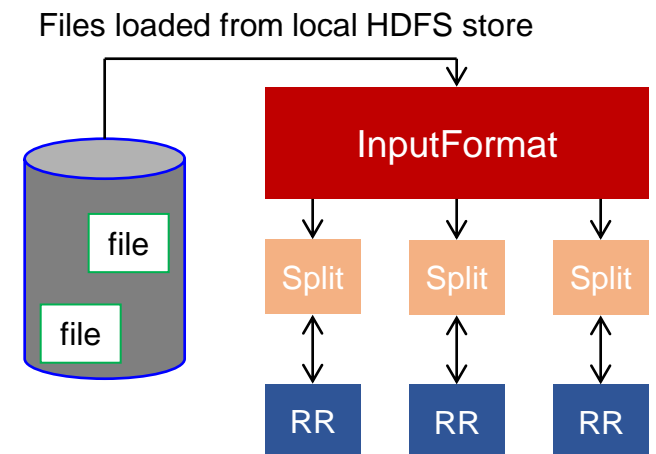 Files loaded from local HDFS store
InputFormat
file
file
Split
Split
Split
RR
RR
RR